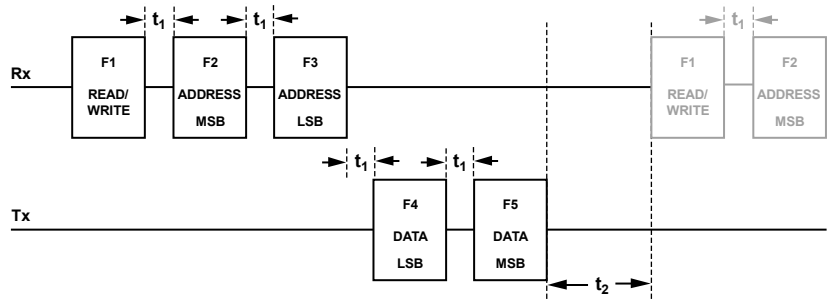 t1 t1 t1
F1 F2 F3 F1 F2
Rx
READ/ ADDRESS ADDRESS READ/ ADDRESS
WRITE MSB LSB WRITE MSB
t1 t1
F4 F5
Tx
DATA DATA
LSB MSB
t2